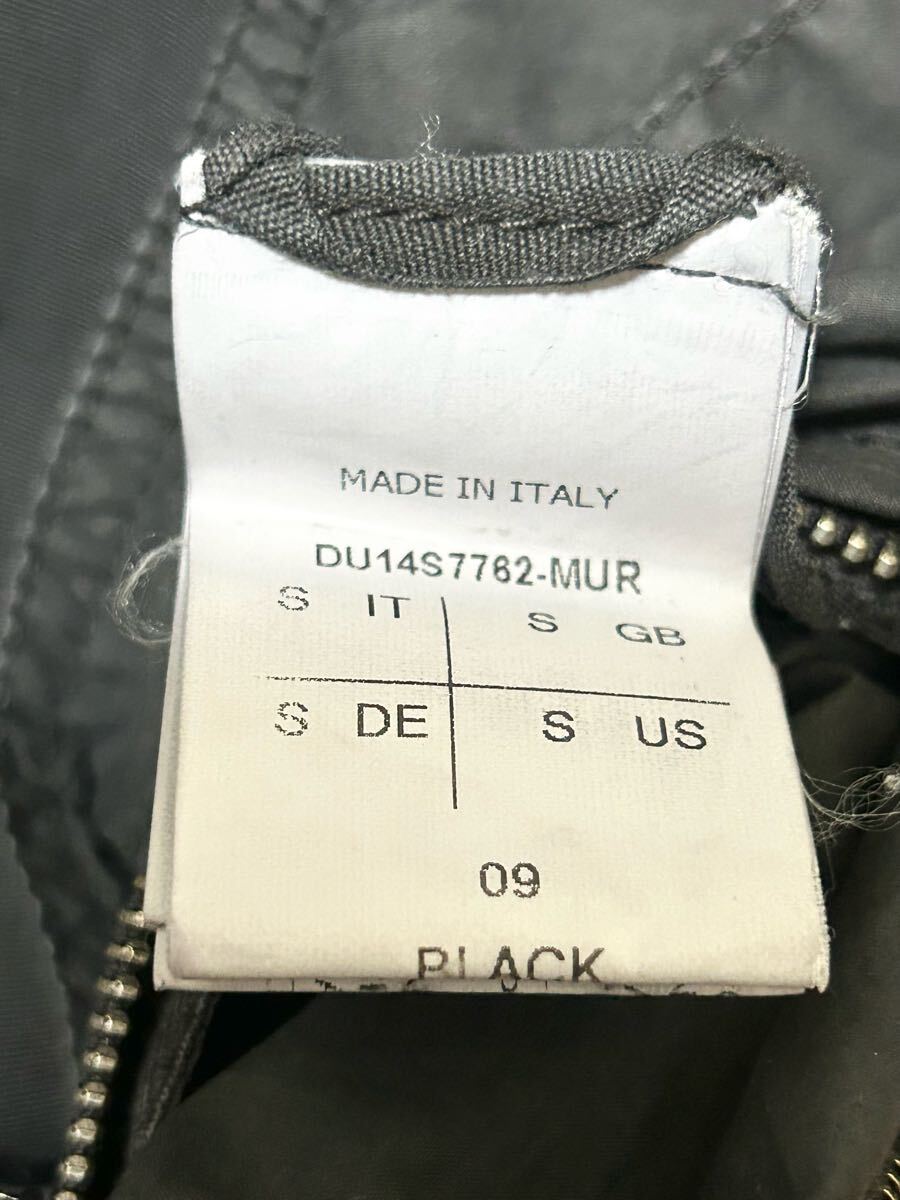 MADE IN ITALY
DU14S7762-MUR
S IT S GB
S DE S US
09
BLACK